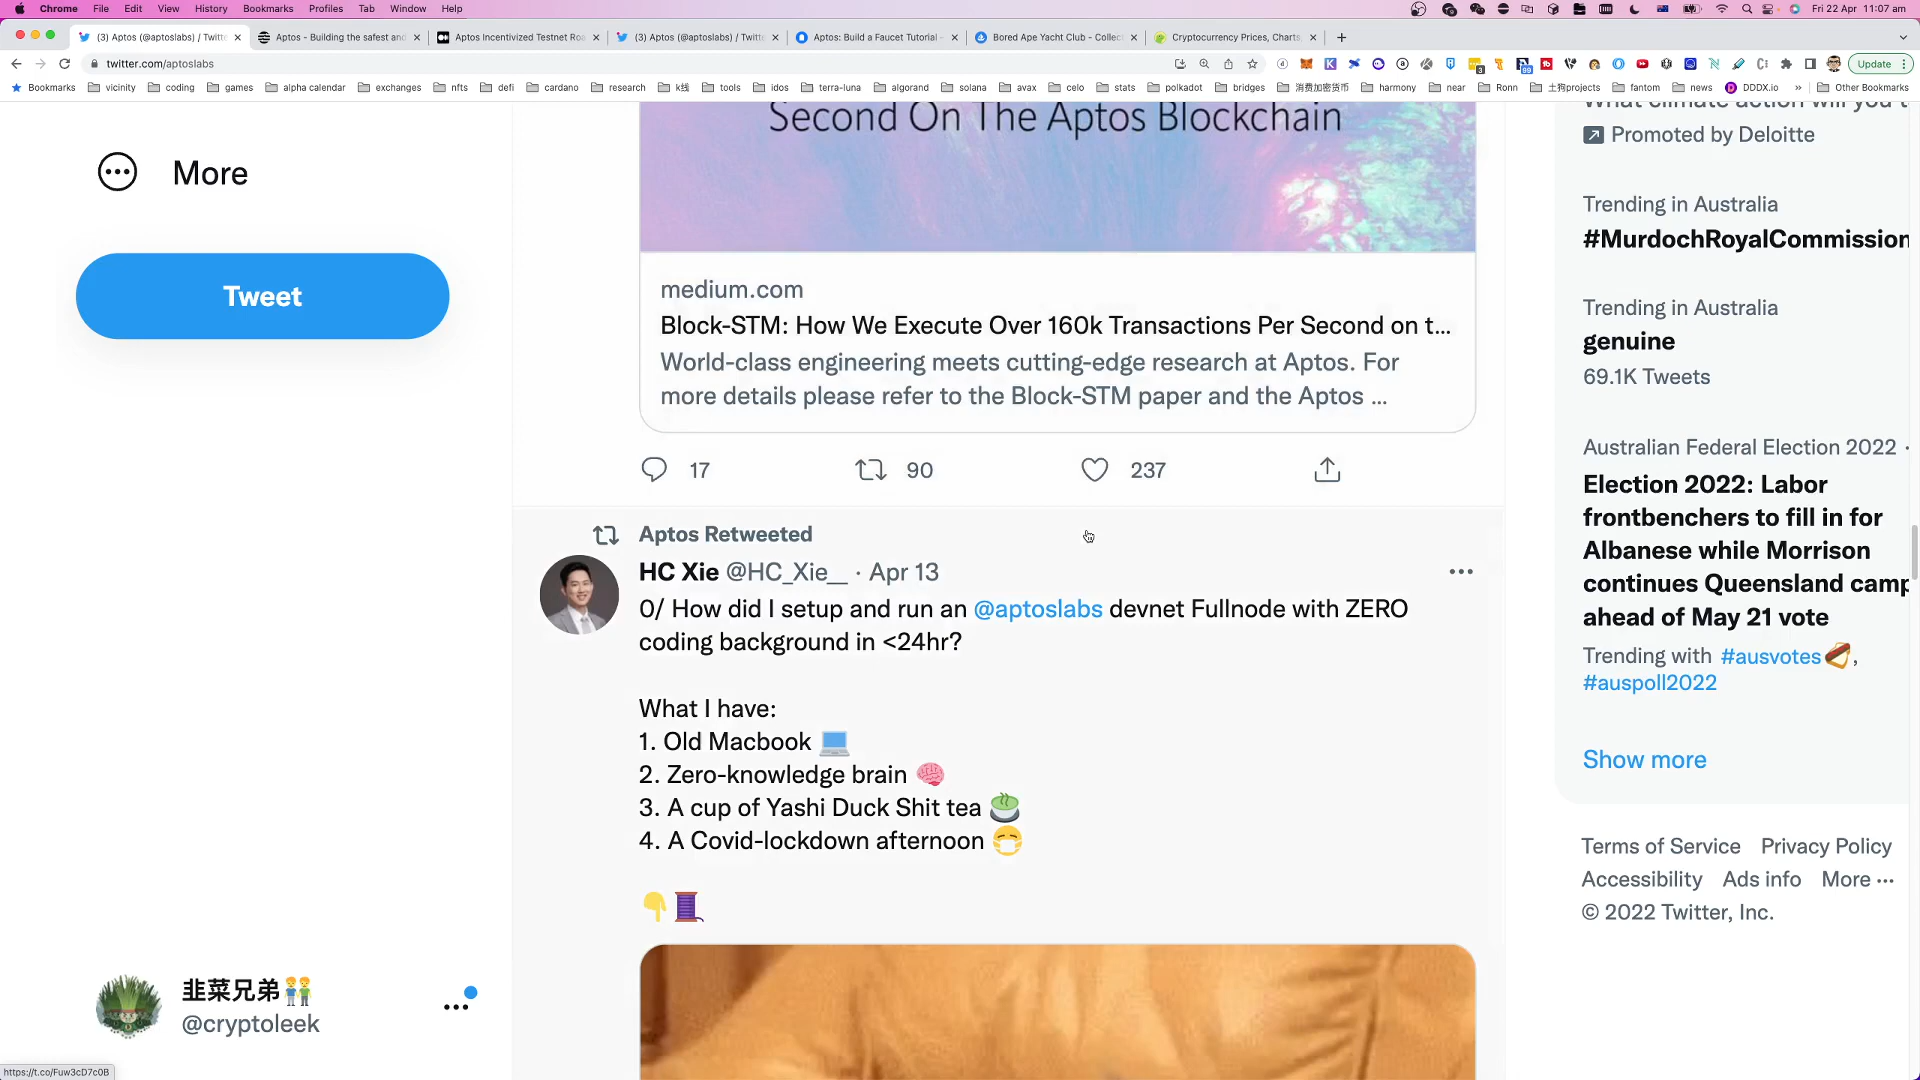 Chrome File Edit View History Bookmarks Profiles Tab Window Help
Fri 22 Apr 11:07 am
(3) Aptos (@aptoslabs) / Twitt
Aptos - Building the safest and
Aptos Incentivized Testnet Roa
(3) Aptos (@aptoslabs) / Twitt
Aptos: Build a Faucet Tutorial -
Bored Ape Yacht Club - Collect
Cryptocurrency Prices, Charts,
twitter.com/aptoslabs
Update
Bookmarks vicinity coding games alpha calendar exchanges nfts defi cardano research k线 tools idos terra-luna algorand solana avax celo stats polkadot bridges 消费加密货币 harmony near Ronn 土狗projects fantom news DDDX.io » Other Bookmarks
More
Tweet
韭菜兄弟
@cryptoleek
https://t.co/Fuw3cD7c0B
Second On The Aptos Blockchain
medium.com
Block-STM: How We Execute Over 160k Transactions Per Second on t...
World-class engineering meets cutting-edge research at Aptos. For
more details please refer to the Block-STM paper and the Aptos ...
17 90 237
Aptos Retweeted
HC Xie @HC_Xie__ · Apr 13
0/ How did I setup and run an @aptoslabs devnet Fullnode with ZERO
coding background in <24hr?
What I have:
1. Old Macbook 💻
2. Zero-knowledge brain 🧠
3. A cup of Yashi Duck Shit tea 🍵
4. A Covid-lockdown afternoon 😷
👇🧵
What climate action will you t
Promoted by Deloitte
Trending in Australia
#MurdochRoyalCommission
Trending in Australia
genuine
69.1K Tweets
Australian Federal Election 2022 ·
Election 2022: Labor
frontbenchers to fill in for
Albanese while Morrison
continues Queensland camp
ahead of May 21 vote
Trending with #ausvotes,
#auspoll2022
Show more
Terms of Service Privacy Policy
Accessibility Ads info More ···
© 2022 Twitter, Inc.